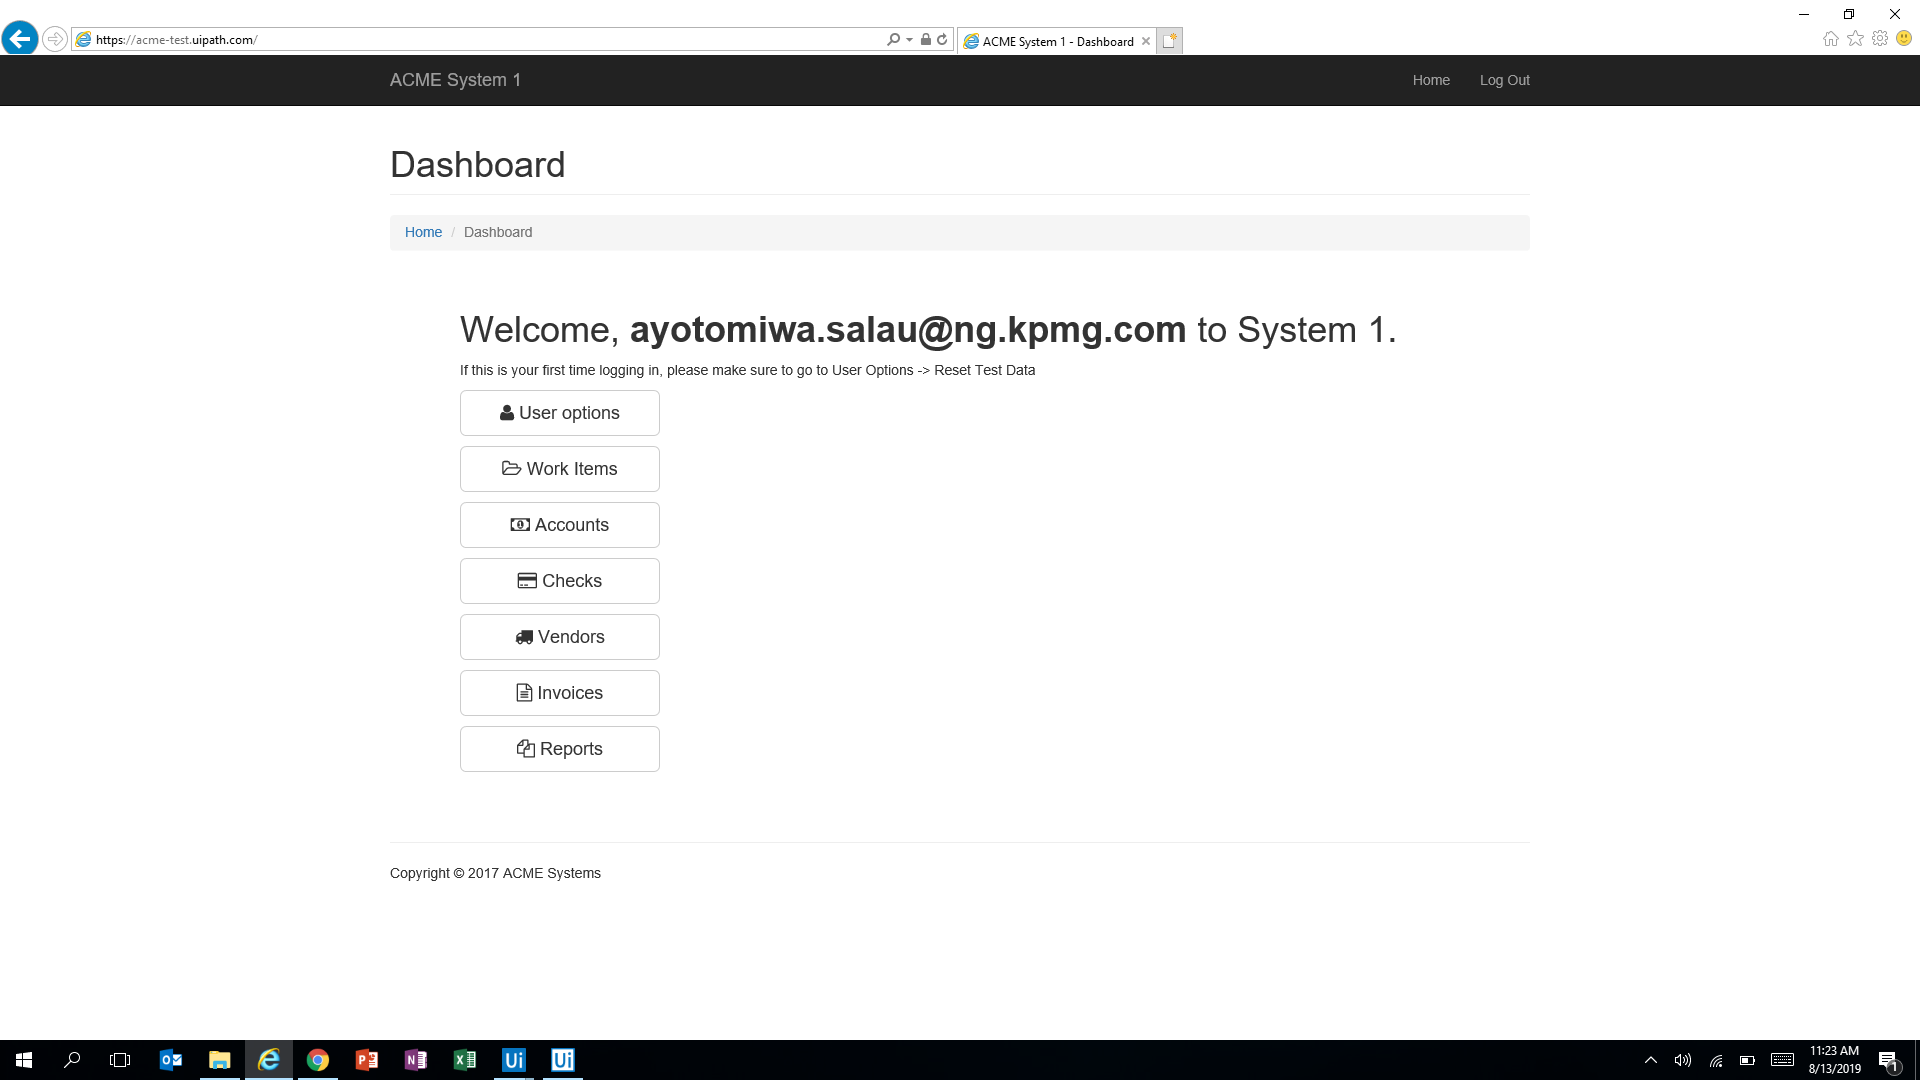 https://acme-test.uipath.com/
ACME System 1 - Dashboard
ACME System 1
Home
Log Out
Dashboard
Home / Dashboard
Welcome, ayotomiwa.salau@ng.kpmg.com to System 1.
If this is your first time logging in, please make sure to go to User Options -> Reset Test Data
User options
Work Items
Accounts
Checks
Vendors
Invoices
Reports
Copyright © 2017 ACME Systems
Ui
Ui
11:23 AM
8/13/2019
1